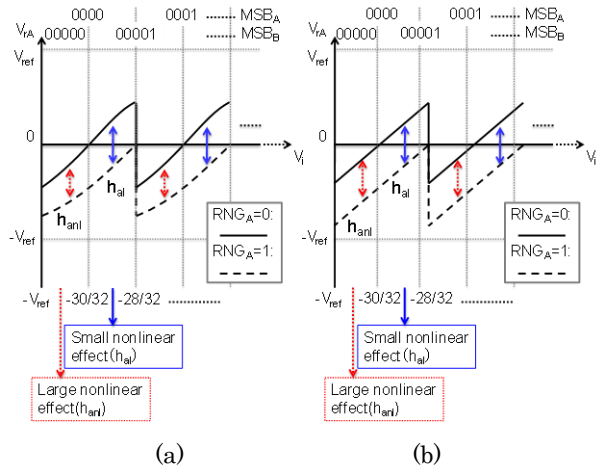 V_rA 0000 0001 MSB_A
00000 00001 MSB_B
V_ref
0
V_i
h_al
h_anl
RNG_A=0:
-V_ref
RNG_A=1:
-V_ref -30/32 -28/32
Small nonlinear
effect(h_al)
Large nonlinear
effect(h_anl)
(a)
V_rA 0000 0001 MSB_A
00000 00001 MSB_B
V_ref
0
V_i
h_al
h_anl
RNG_A=0:
-V_ref
RNG_A=1:
-V_ref -30/32 -28/32
Small nonlinear
effect(h_al)
Large nonlinear
effect(h_anl)
(b)